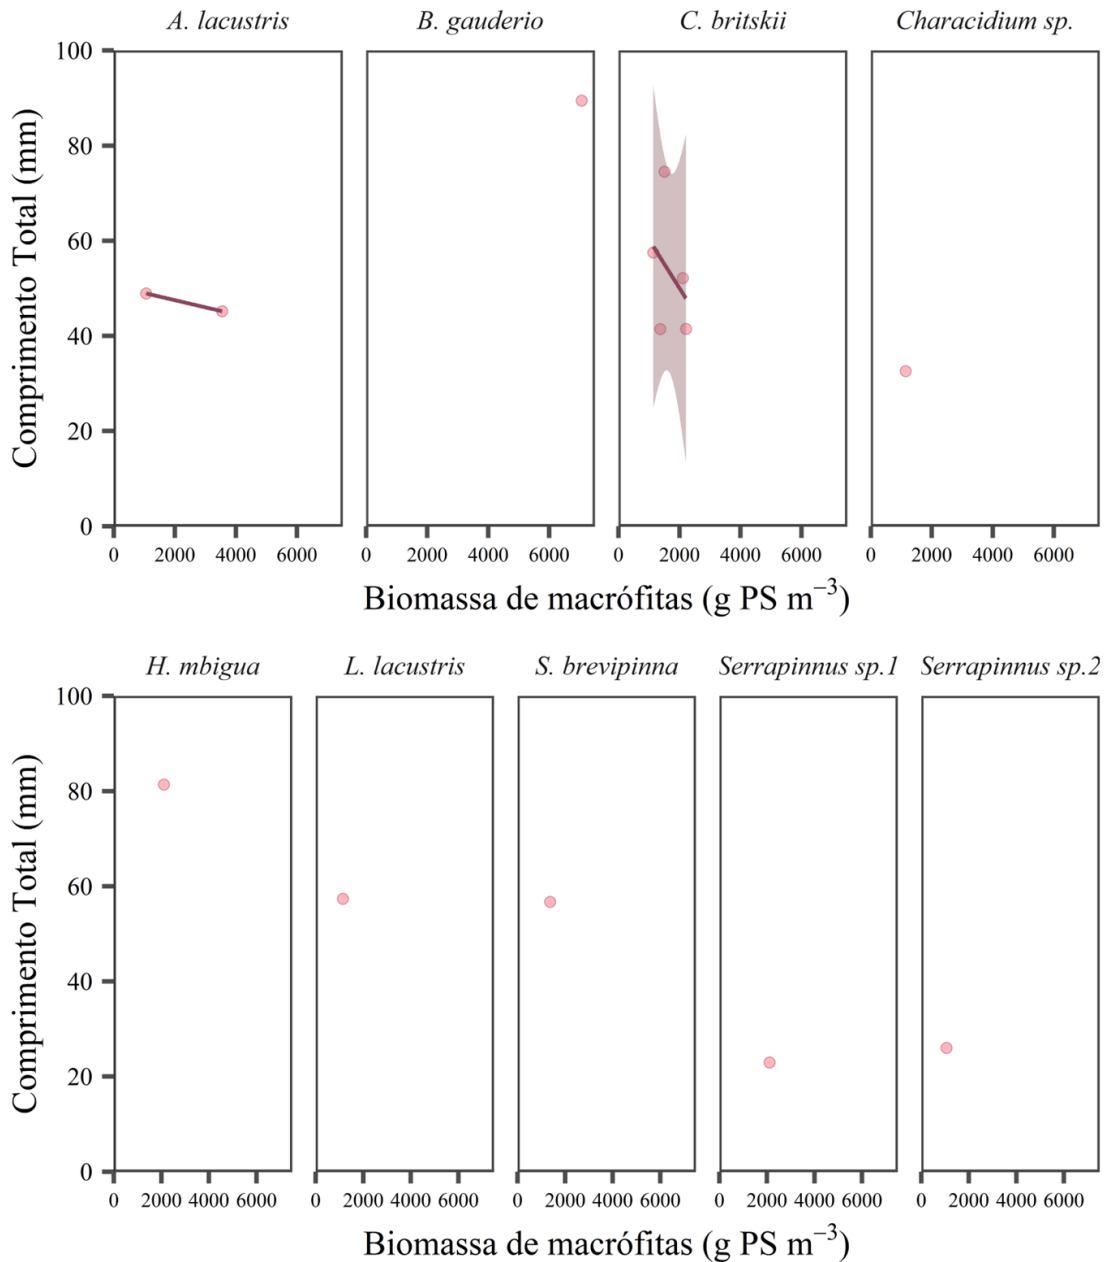 A. lacustris B. gauderio C. britskii Characidium sp.
Comprimento Total (mm)
100
80
60
40
20
0
0 2000 4000 6000 0 2000 4000 6000 0 2000 4000 6000 0 2000 4000 6000
Biomassa de macrófitas (g PS m⁻³)
H. mbigua L. lacustris S. brevipinna Serrapinnus sp.1 Serrapinnus sp.2
Comprimento Total (mm)
100
80
60
40
20
0
0 2000 4000 6000 0 2000 4000 6000 0 2000 4000 6000 0 2000 4000 6000 0 2000 4000 6000
Biomassa de macrófitas (g PS m⁻³)